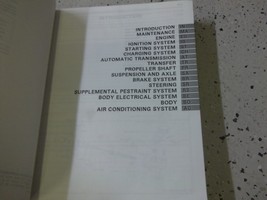 INTRODUCTION
MAINTENANCE
ENGINE
IGNITION SYSTEM
STARTING SYSTEM
CHARGING SYSTEM
AUTOMATIC TRANSMISSION
TRANSFER
PROPELLER SHAFT
SUSPENSION AND AXLE
BRAKE SYSTEM
STEERING
SUPPLEMENTAL RESTRAINT SYSTEM
BODY ELECTRICAL SYSTEM
BODY
AIR CONDITIONING SYSTEM